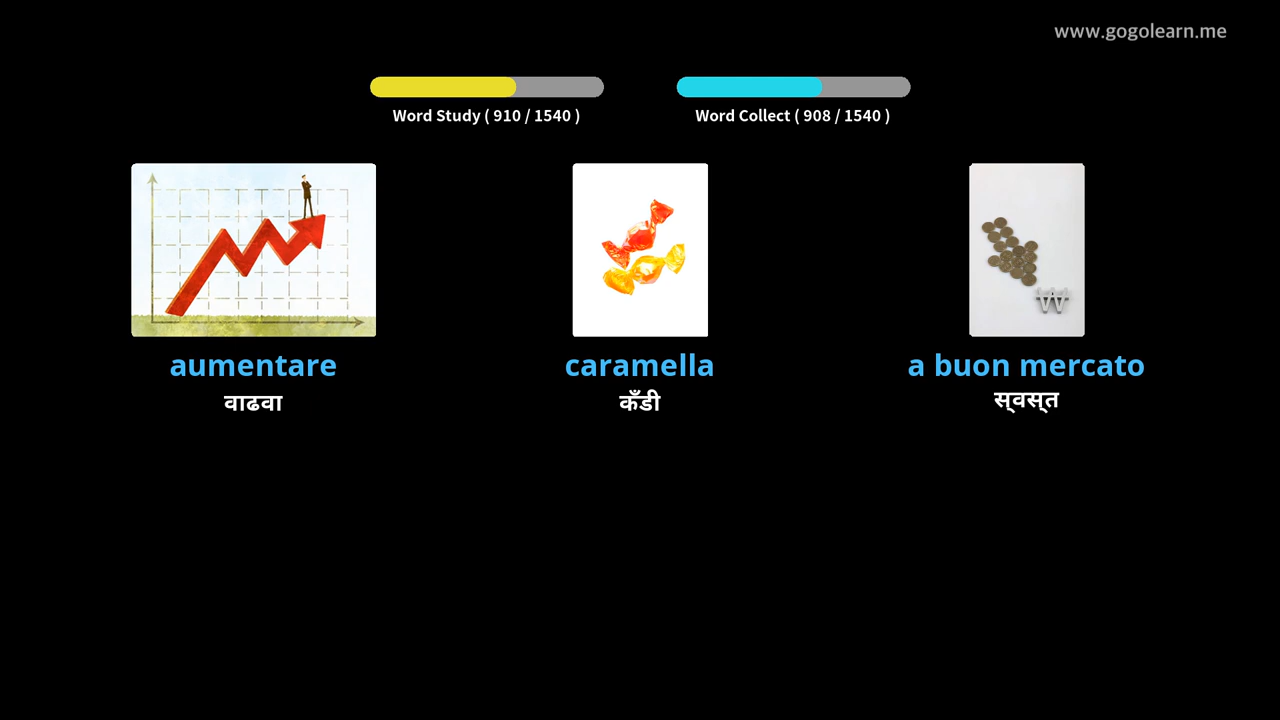 www.gogolearn.me
Word Study ( 910 / 1540 )
Word Collect ( 908 / 1540 )
aumentare
वाढवा
caramella
कँडी
a buon mercato
स्वस्त